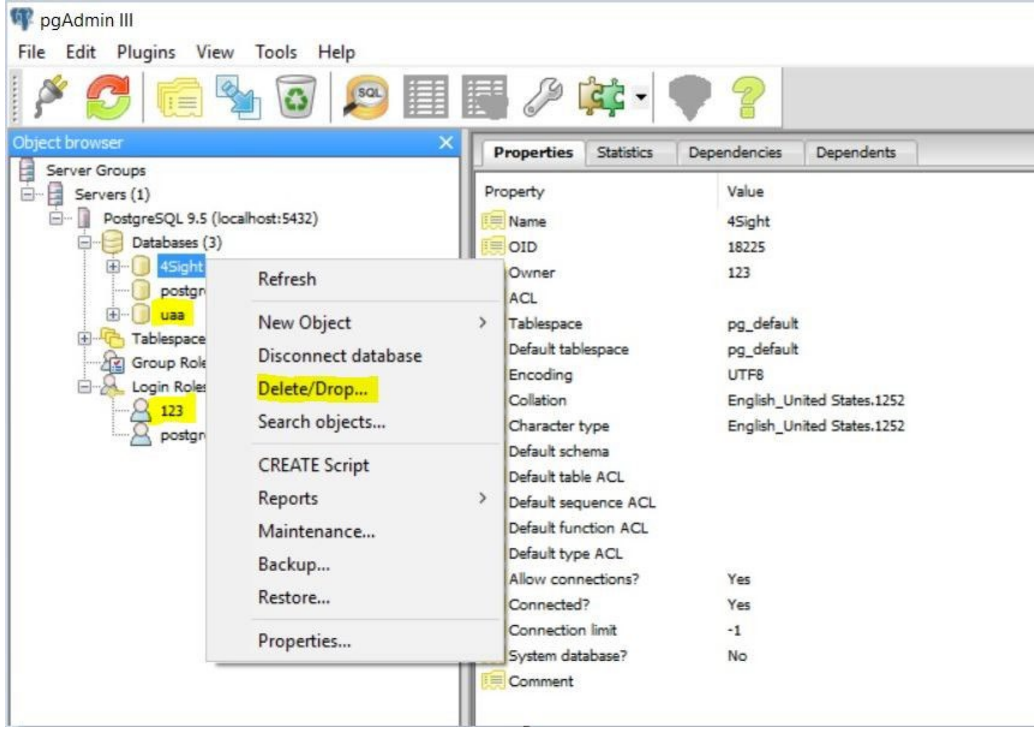 pgAdmin III
File Edit Plugins View Tools Help
SQL
Object browser
Server Groups
Servers (1)
PostgreSQL 9.5 (localhost:5432)
Databases (3)
4Sight
postgr
uaa
Tablespace
Group Role
Login Roles
123
postgr
Refresh
New Object
Disconnect database
Delete/Drop...
Search objects...
CREATE Script
Reports
Maintenance...
Backup...
Restore...
Properties...
Properties Statistics Dependencies Dependents
Property Value
Name 4Sight
OID 18225
Owner 123
ACL
Tablespace pg_default
Default tablespace pg_default
Encoding UTF8
Collation English_United States.1252
Character type English_United States.1252
Default schema
Default table ACL
Default sequence ACL
Default function ACL
Default type ACL
Allow connections? Yes
Connected? Yes
Connection limit -1
System database? No
Comment